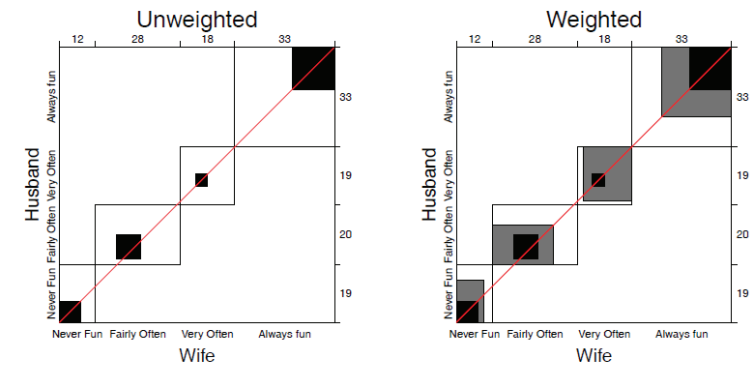 Unweighted
12 28 18 33
Husband
Always fun
Very Often
Fairly Often
Never Fun
33
19
20
19
Never Fun Fairly Often Very Often Always fun
Wife
Weighted
12 28 18 33
Husband
Always fun
Very Often
Fairly Often
Never Fun
33
19
20
19
Never Fun Fairly Often Very Often Always fun
Wife